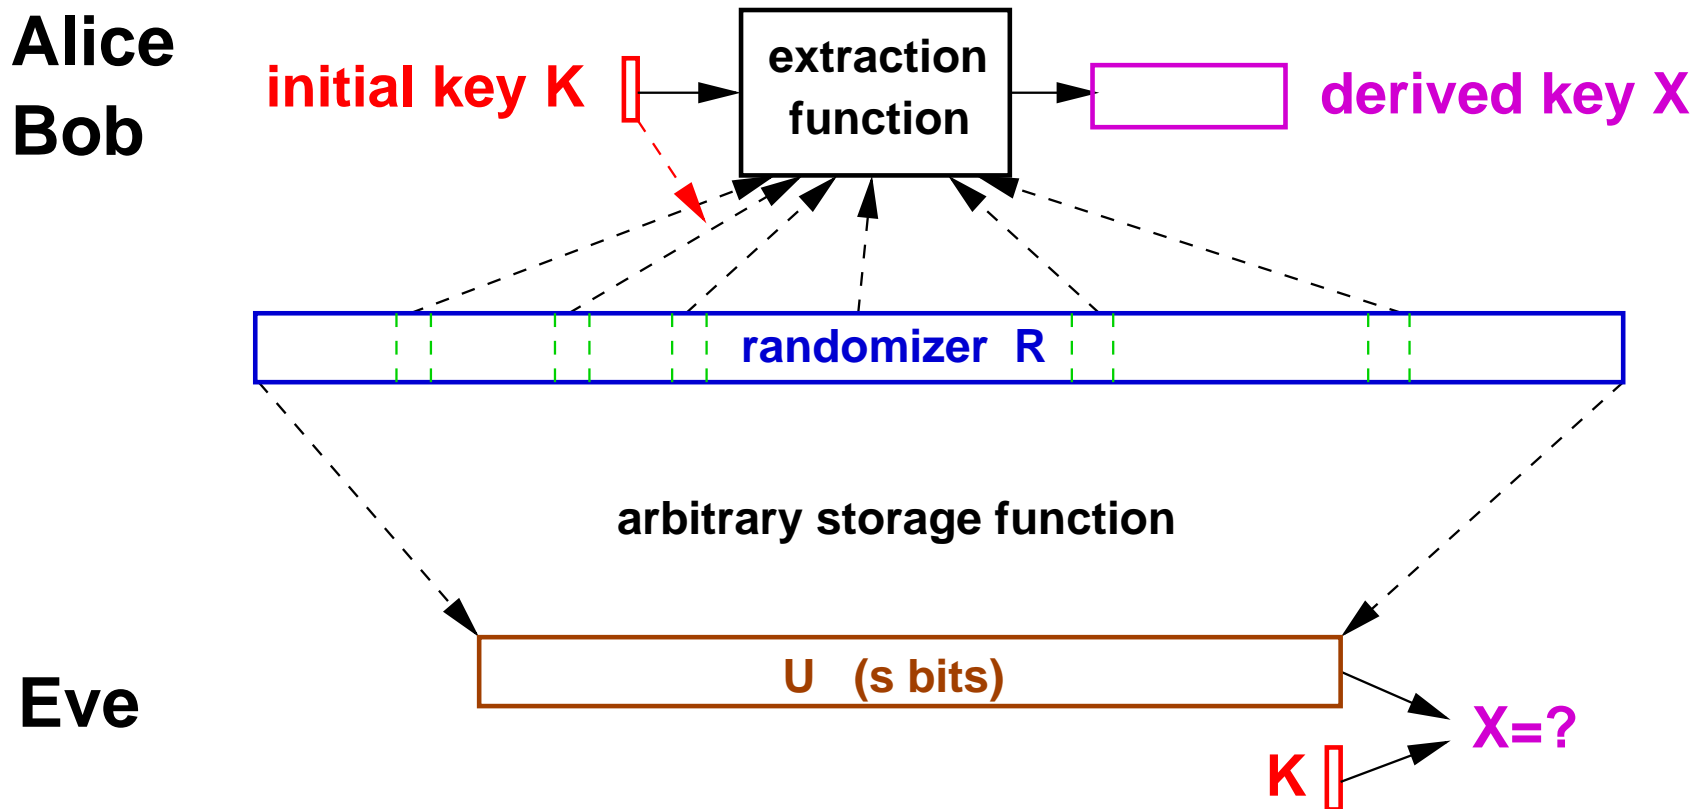 Alice
Bob
initial key K
extraction
function
derived key X
randomizer R
arbitrary storage function
Eve
U (s bits)
X=?
K